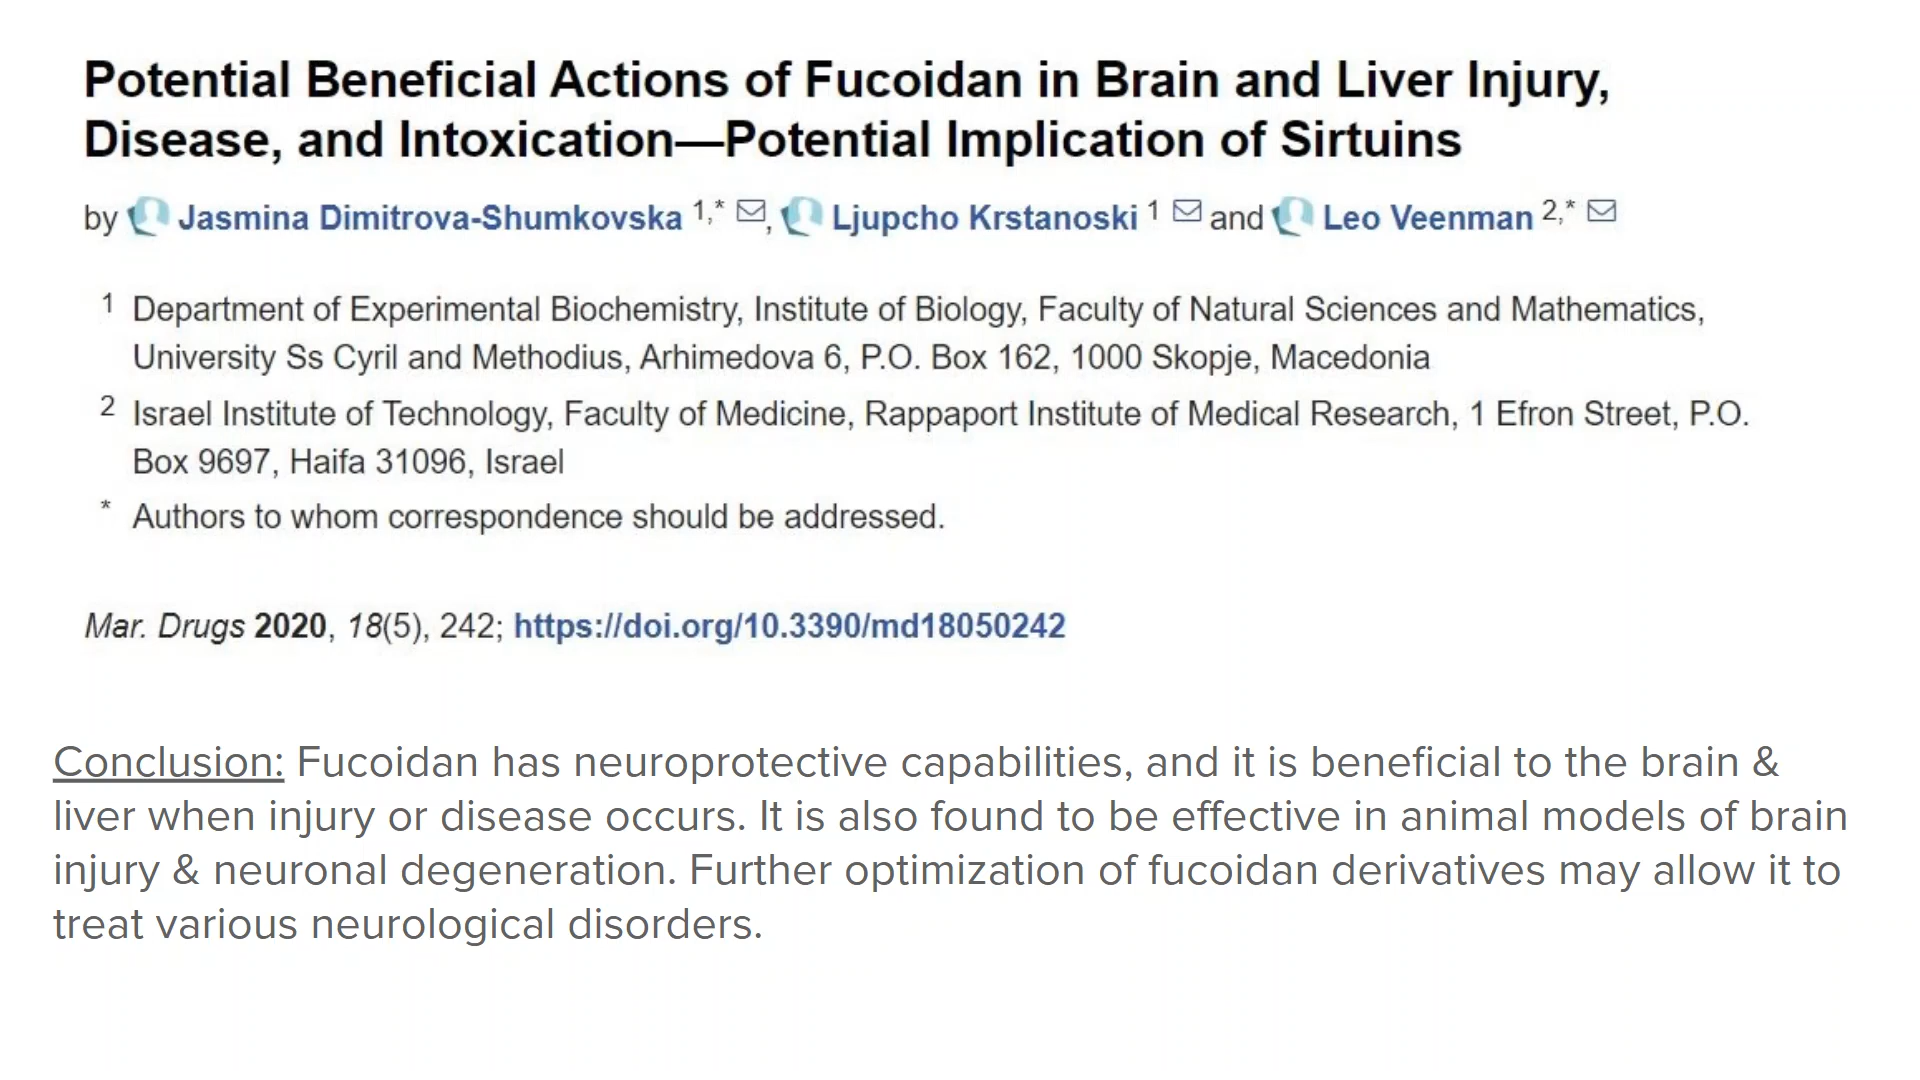 Potential Beneficial Actions of Fucoidan in Brain and Liver Injury,
Disease, and Intoxication—Potential Implication of Sirtuins
by Jasmina Dimitrova-Shumkovska 1,* , Ljupcho Krstanoski 1 and Leo Veenman 2,*
1 Department of Experimental Biochemistry, Institute of Biology, Faculty of Natural Sciences and Mathematics,
University Ss Cyril and Methodius, Arhimedova 6, P.O. Box 162, 1000 Skopje, Macedonia
2 Israel Institute of Technology, Faculty of Medicine, Rappaport Institute of Medical Research, 1 Efron Street, P.O.
Box 9697, Haifa 31096, Israel
* Authors to whom correspondence should be addressed.
Mar. Drugs 2020, 18(5), 242; https://doi.org/10.3390/md18050242
Conclusion: Fucoidan has neuroprotective capabilities, and it is beneficial to the brain &
liver when injury or disease occurs. It is also found to be effective in animal models of brain
injury & neuronal degeneration. Further optimization of fucoidan derivatives may allow it to
treat various neurological disorders.